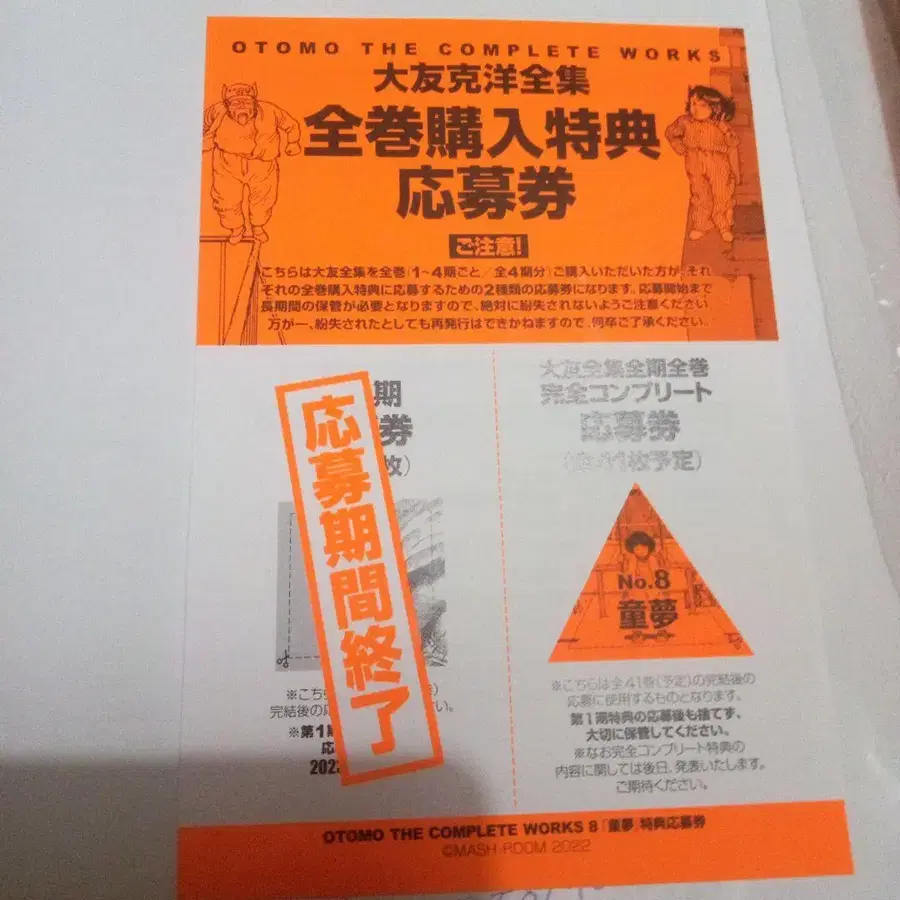 OTOMO THE COMPLETE WORKS
大友克洋全集
全巻購入特典
応募券
ご注意!
こちらは大友全集を全巻(1~4期ごと/全4期分)ご購入いただいた方が、それ
ぞれの全巻購入特典に応募するための2種類の応募券になります。応募開始まで
長期間の保管が必要となりますので、絶対に紛失されないようご注意ください
万が一、紛失されたとしても再発行はできかねますので、何卒ご了承ください。
期
券
枚)
応募期間終了
※こち
完結後の応
い。
※第1期
応
202
大友全集全期全巻
完全コンプリート
応募券
(全41枚予定)
No.8
童夢
※こちらは全41巻(予定)の完結後の
応募に使用するものとなります。
第1期特典の応募後も捨てず、
大切に保管してください。
※なお完全コンプリート特典の
内容に関しては後日、発表いたします。
ご期待ください。
OTOMO THE COMPLETE WORKS 8「童夢」特典応募券
©MASH・ROOM 2022